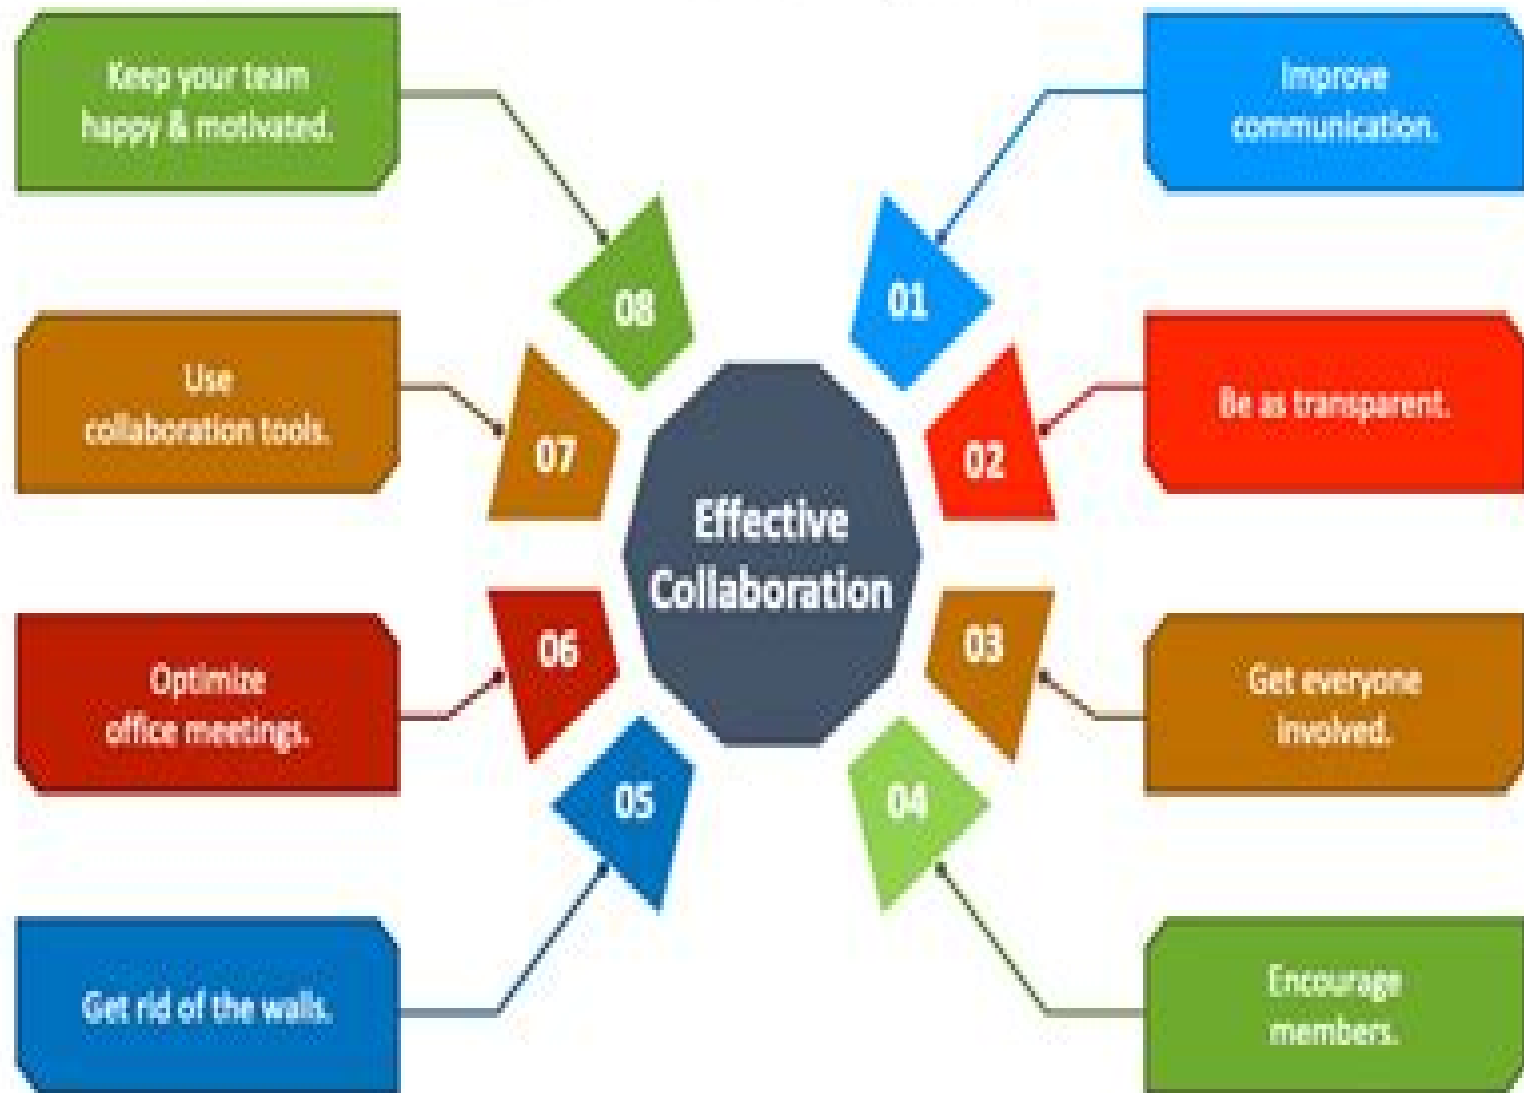 Keep your team
happy & motivated.
Improve
communication.
08
01
Use
collaboration tools.
Be as transparent.
07
02
Effective
Collaboration
06
03
Optimize
office meetings.
Get everyone
involved.
05
04
Get rid of the walls.
Encourage
members.